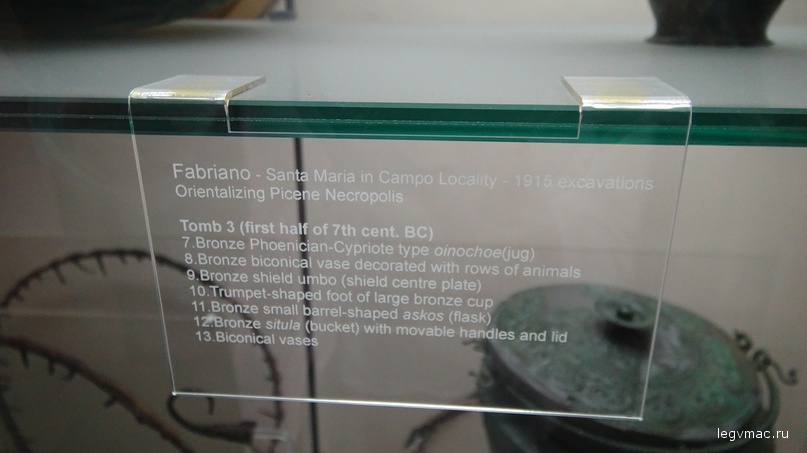 Fabriano - Santa Maria in Campo Locality - 1915 excavations
Orientalizing Picene Necropolis
Tomb 3 (first half of 7th cent. BC)
7.Bronze Phoenician-Cypriote type oinochoe(jug)
8.Bronze biconical vase decorated with rows of animals
9.Bronze shield umbo (shield centre plate)
10.Trumpet-shaped foot of large bronze cup
11.Bronze small barrel-shaped askos (flask)
12.Bronze situla (bucket) with movable handles and lid
13.Biconical vases
legvmac.ru